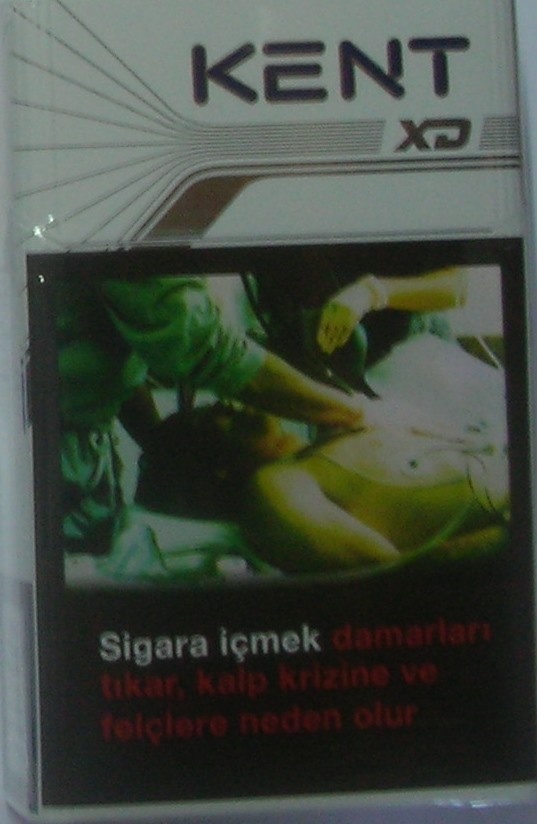 KENT
XD
Sigara içmek damarları
tıkar, kalp krizine ve
felçlere neden olur